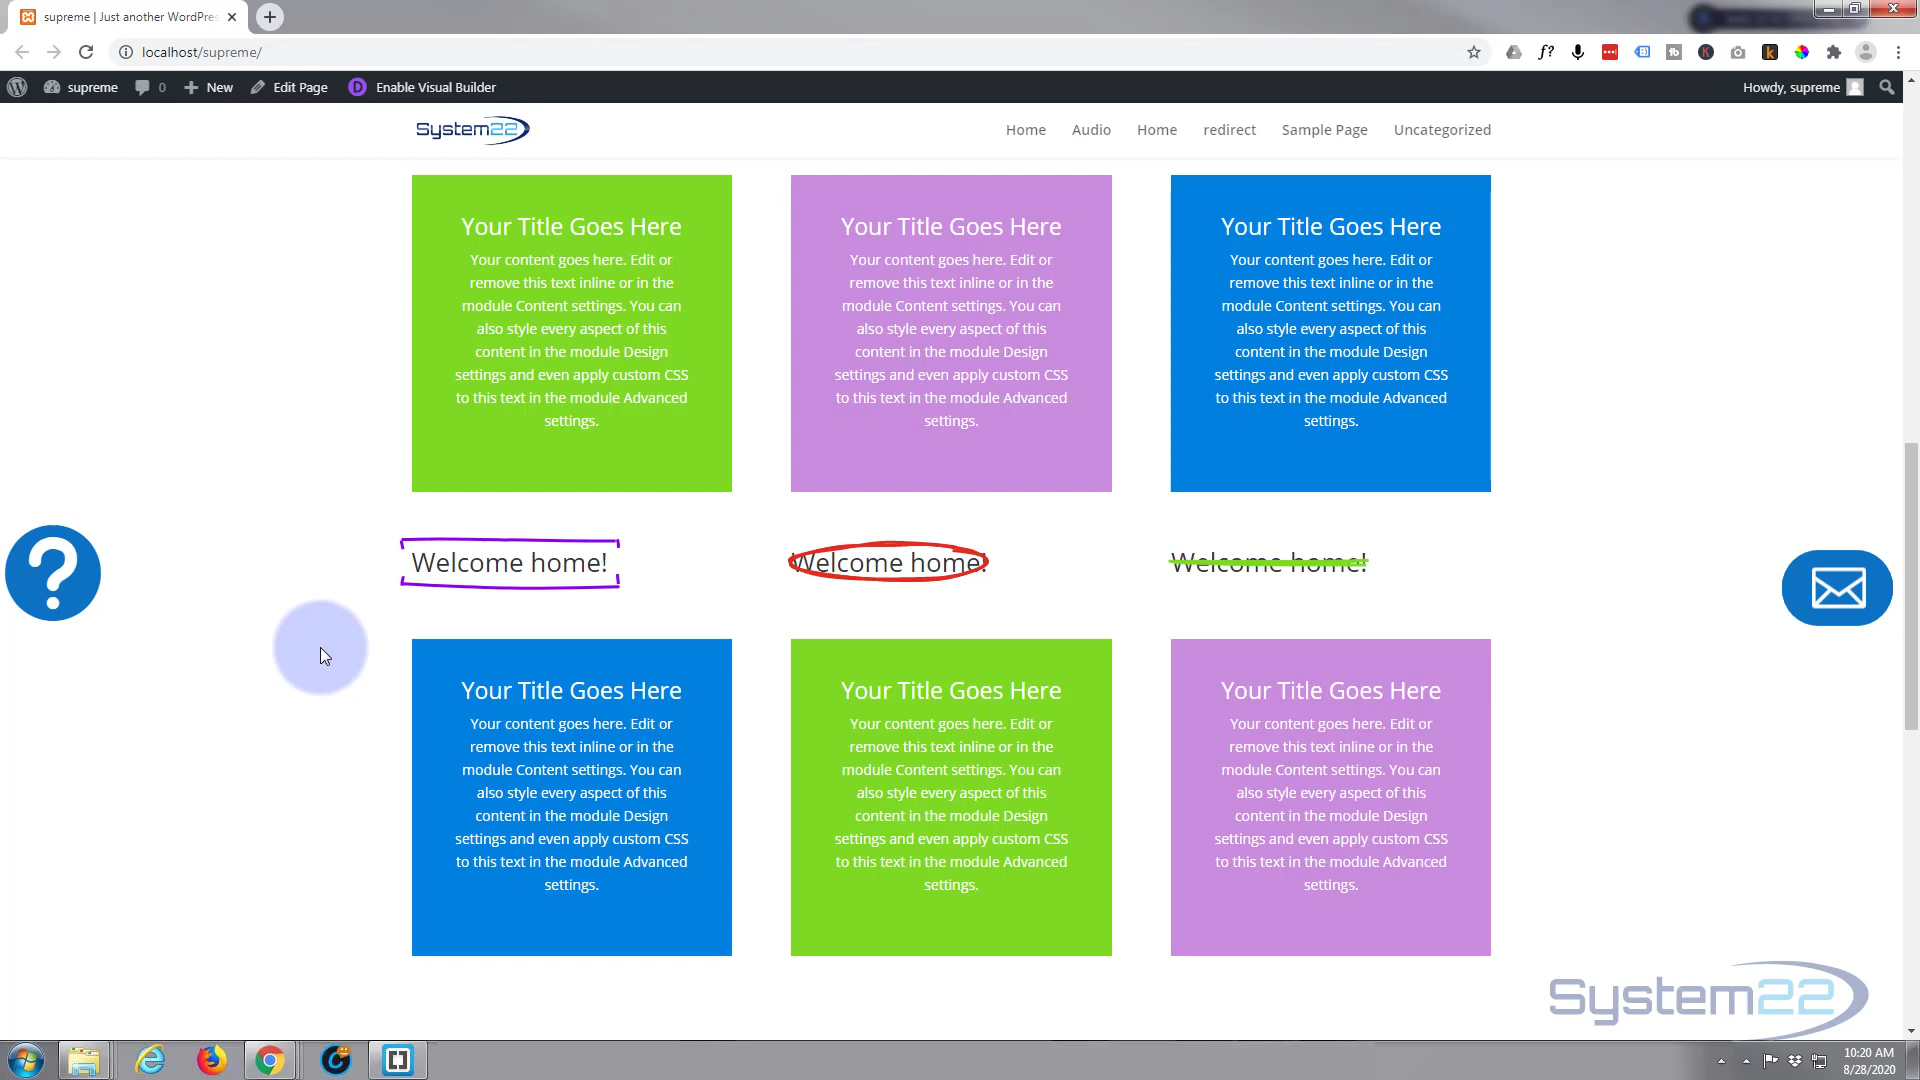 supreme | Just another WordPres
localhost/supreme/
f?
supreme 0 New Edit Page D Enable Visual Builder Howdy, supreme
System22
Home Audio Home redirect Sample Page Uncategorized
Your Title Goes Here
Your content goes here. Edit or
remove this text inline or in the
module Content settings. You can
also style every aspect of this
content in the module Design
settings and even apply custom CSS
to this text in the module Advanced
settings.
Your Title Goes Here
Your content goes here. Edit or
remove this text inline or in the
module Content settings. You can
also style every aspect of this
content in the module Design
settings and even apply custom CSS
to this text in the module Advanced
settings.
Your Title Goes Here
Your content goes here. Edit or
remove this text inline or in the
module Content settings. You can
also style every aspect of this
content in the module Design
settings and even apply custom CSS
to this text in the module Advanced
settings.
Welcome home!
Welcome home!
Welcome home!
?
Your Title Goes Here
Your content goes here. Edit or
remove this text inline or in the
module Content settings. You can
also style every aspect of this
content in the module Design
settings and even apply custom CSS
to this text in the module Advanced
settings.
Your Title Goes Here
Your content goes here. Edit or
remove this text inline or in the
module Content settings. You can
also style every aspect of this
content in the module Design
settings and even apply custom CSS
to this text in the module Advanced
settings.
Your Title Goes Here
Your content goes here. Edit or
remove this text inline or in the
module Content settings. You can
also style every aspect of this
content in the module Design
settings and even apply custom CSS
to this text in the module Advanced
settings.
System22
10:20 AM
8/28/2020